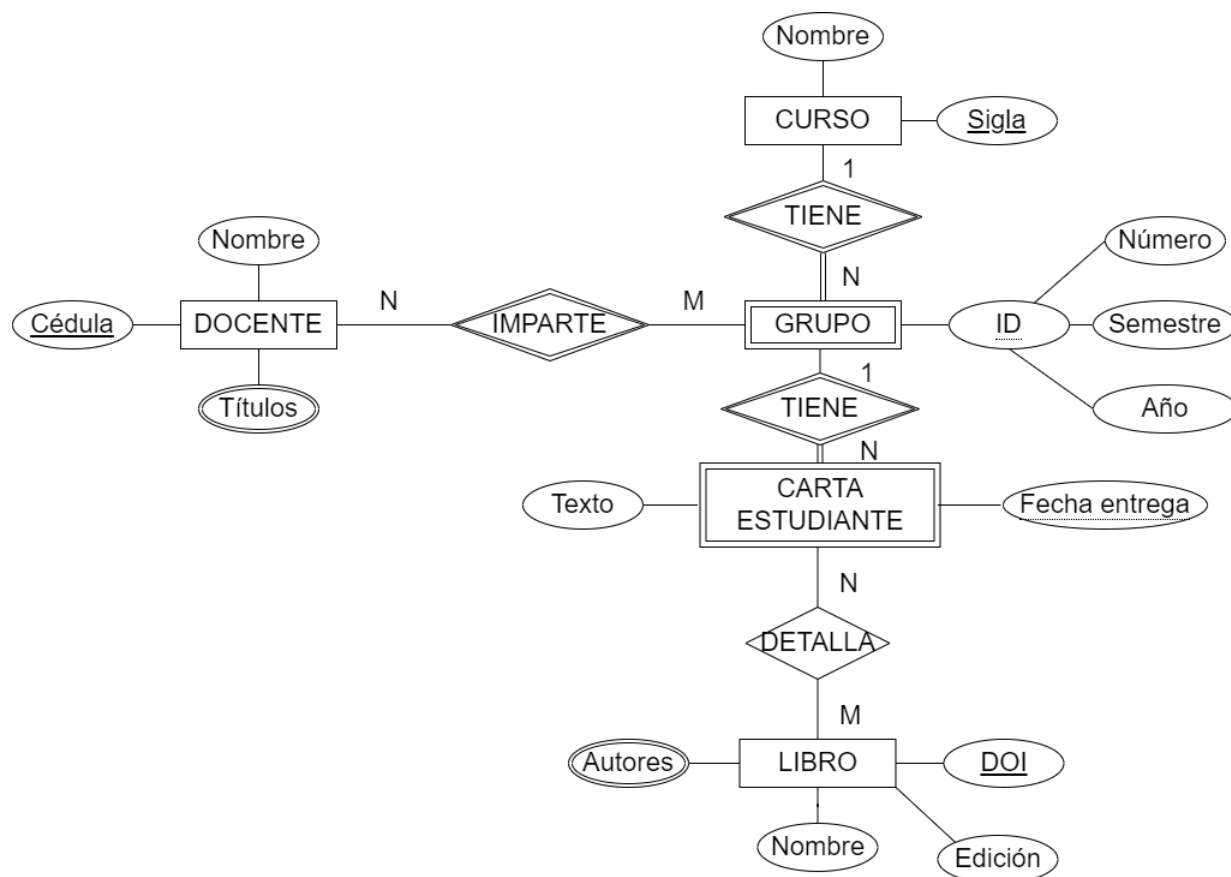 Nombre
CURSO
Sigla
1
TIENE
N
Número
Semestre
Año
ID
GRUPO
M
IMPARTE
N
Nombre
DOCENTE
Cédula
Títulos
1
TIENE
N
CARTA
ESTUDIANTE
Texto
Fecha entrega
N
DETALLA
M
LIBRO
Autores
DOI
Nombre
Edición